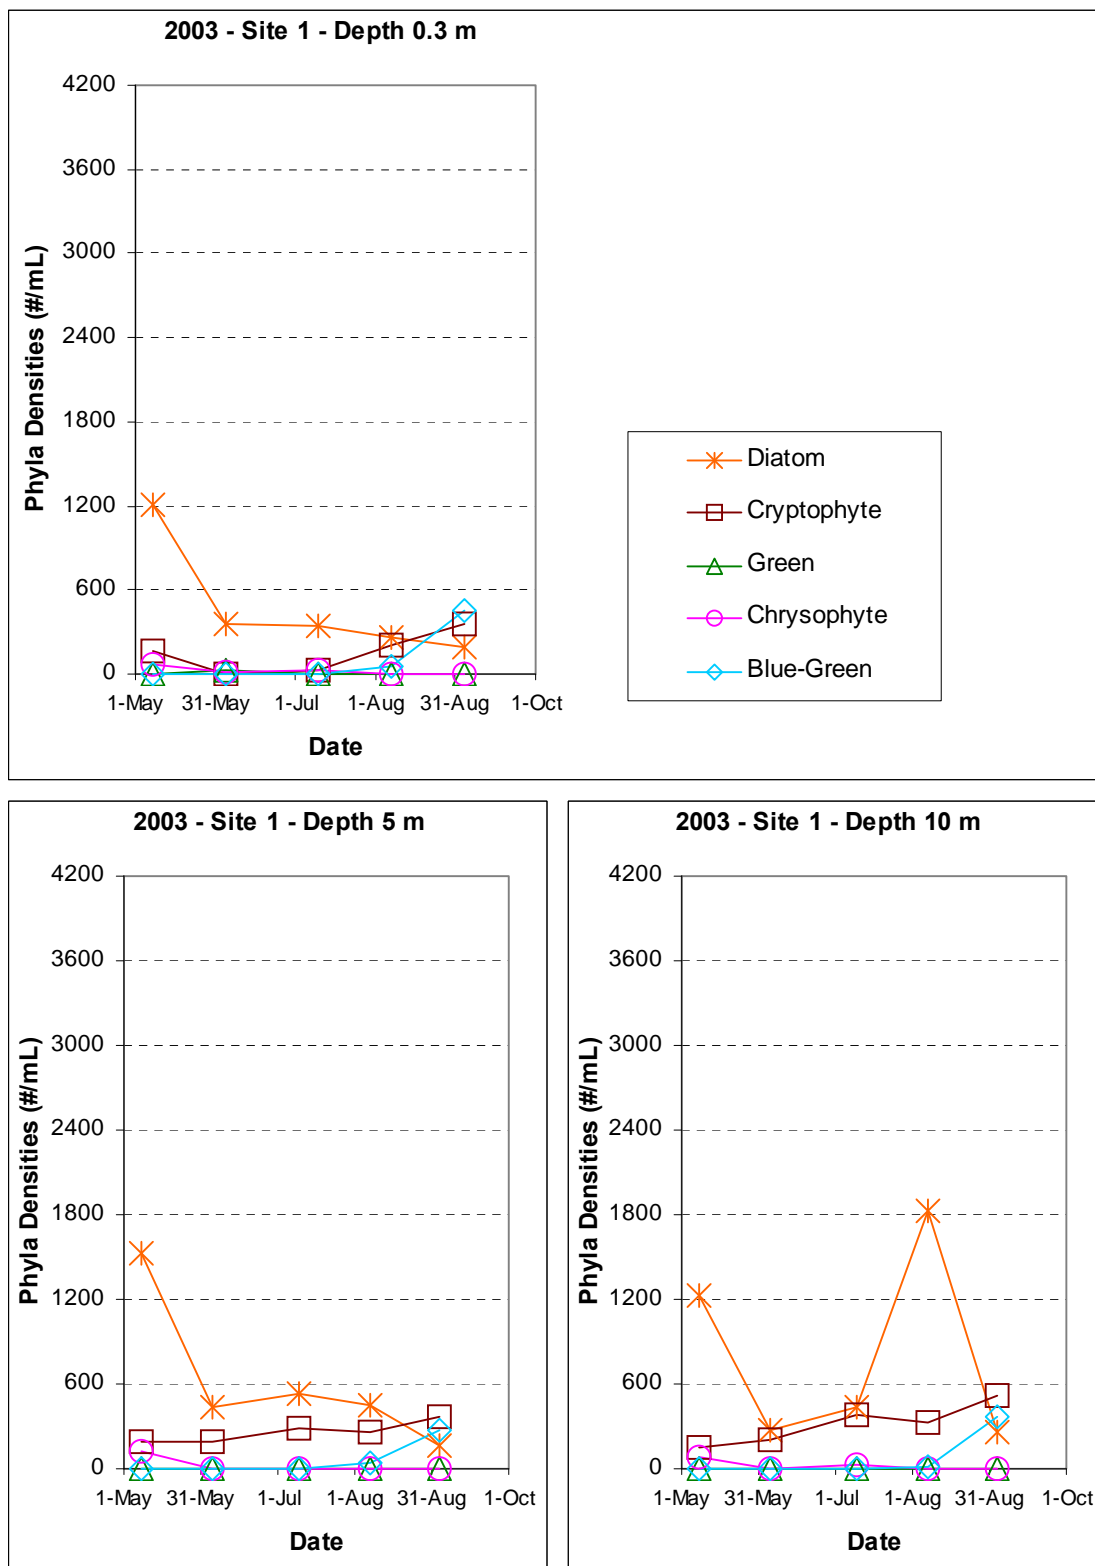 2003 - Site 1 - Depth 0.3 m
4200
3600
3000
2400
1800
1200
600
0
Phyla Densities (#/mL)
1-May 31-May 1-Jul 1-Aug 31-Aug 1-Oct
Date
Diatom
Cryptophyte
Green
Chrysophyte
Blue-Green
2003 - Site 1 - Depth 5 m
4200
3600
3000
2400
1800
1200
600
0
Phyla Densities (#/mL)
1-May 31-May 1-Jul 1-Aug 31-Aug 1-Oct
Date
2003 - Site 1 - Depth 10 m
4200
3600
3000
2400
1800
1200
600
0
Phyla Densities (#/mL)
1-May 31-May 1-Jul 1-Aug 31-Aug 1-Oct
Date